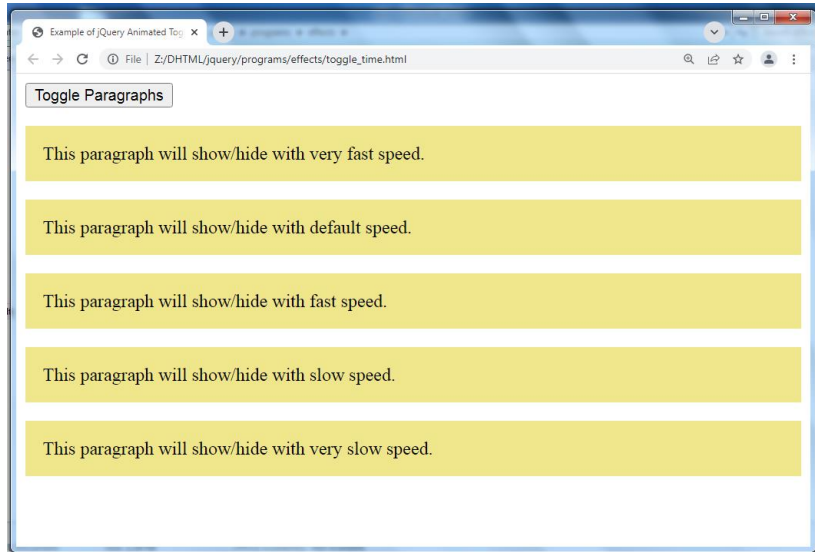 Example of jQuery Animated Tog
File | Z:/DHTML/jquery/programs/effects/toggle_time.html
Toggle Paragraphs
This paragraph will show/hide with very fast speed.
This paragraph will show/hide with default speed.
This paragraph will show/hide with fast speed.
This paragraph will show/hide with slow speed.
This paragraph will show/hide with very slow speed.